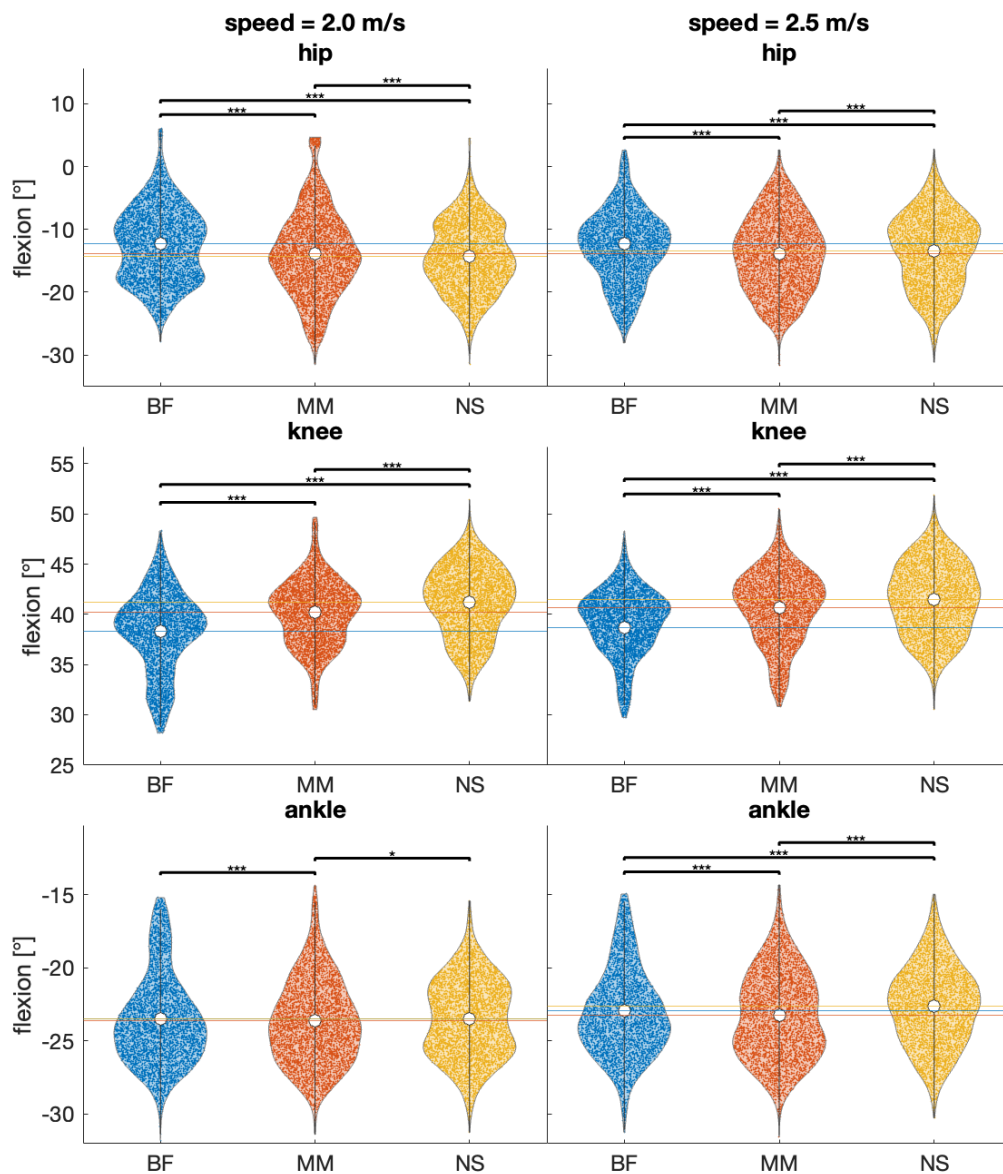 speed = 2.0 m/s
hip
speed = 2.5 m/s
hip
***
***
***
***
***
***
flexion [°]
10
0
-10
-20
-30
BF
MM
NS
BF
MM
NS
knee
knee
***
***
***
***
***
***
flexion [°]
55
50
45
40
35
30
25
BF
MM
NS
BF
MM
NS
ankle
ankle
***
*
***
***
***
flexion [°]
-15
-20
-25
-30
BF
MM
NS
BF
MM
NS